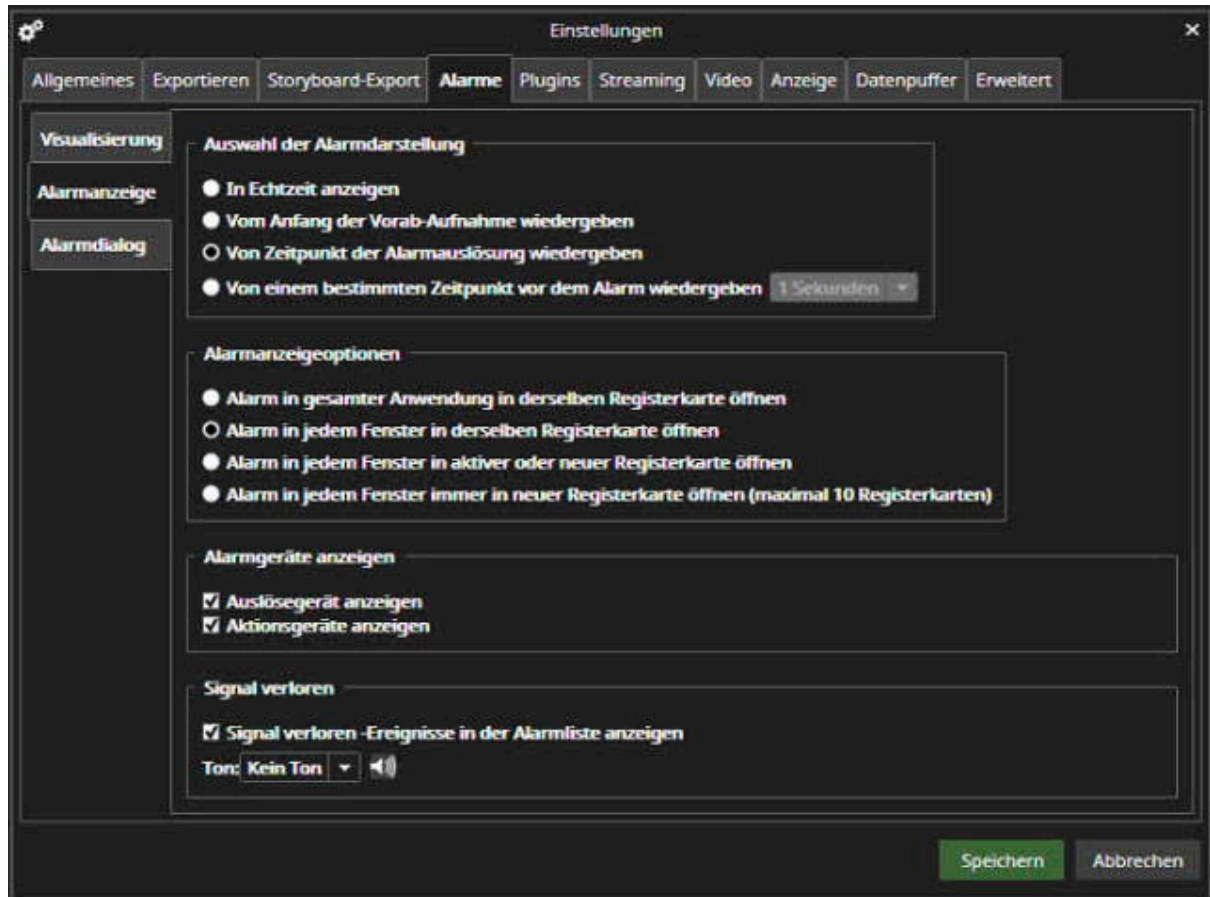 Einstellungen
Allgemeines Exportieren Storyboard-Export Alarme Plugins Streaming Video Anzeige Datenpuffer Erweitert
Visualisierung
Alarmanzeige
Alarmdialog
Auswahl der Alarmdarstellung
In Echtzeit anzeigen
Vom Anfang der Vorab-Aufnahme wiedergeben
Von Zeitpunkt der Alarmauslösung wiedergeben
Von einem bestimmten Zeitpunkt vor dem Alarm wiedergeben 1 Sekunden
Alarmanzeigeoptionen
Alarm in gesamter Anwendung in derselben Registerkarte öffnen
Alarm in jedem Fenster in derselben Registerkarte öffnen
Alarm in jedem Fenster in aktiver oder neuer Registerkarte öffnen
Alarm in jedem Fenster immer in neuer Registerkarte öffnen (maximal 10 Registerkarten)
Alarmgeräte anzeigen
Auslösegerät anzeigen
Aktionsgeräte anzeigen
Signal verloren
Signal verloren -Ereignisse in der Alarmliste anzeigen
Ton: Kein Ton
Speichern Abbrechen